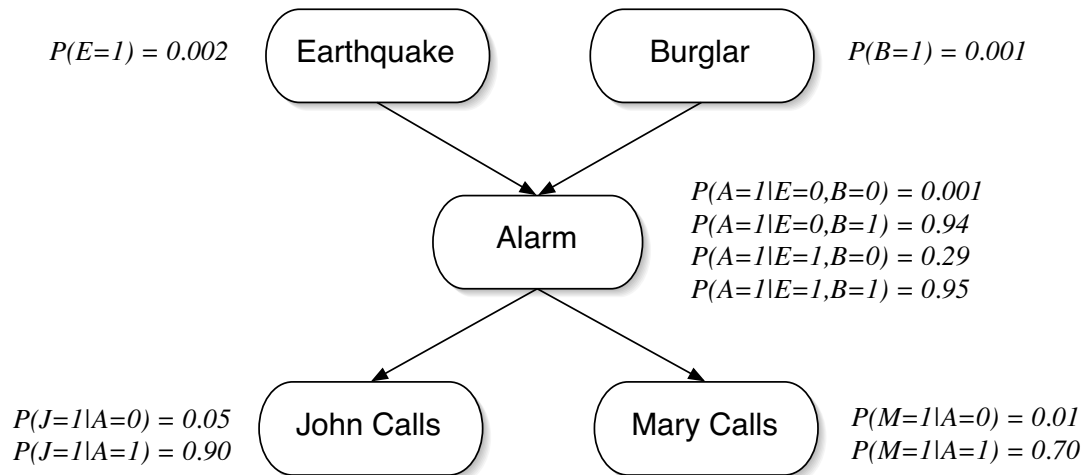 P(E=1) = 0.002
Earthquake
Burglar
P(B=1) = 0.001
Alarm
P(A=1|E=0,B=0) = 0.001
P(A=1|E=0,B=1) = 0.94
P(A=1|E=1,B=0) = 0.29
P(A=1|E=1,B=1) = 0.95
P(J=1|A=0) = 0.05
P(J=1|A=1) = 0.90
John Calls
Mary Calls
P(M=1|A=0) = 0.01
P(M=1|A=1) = 0.70